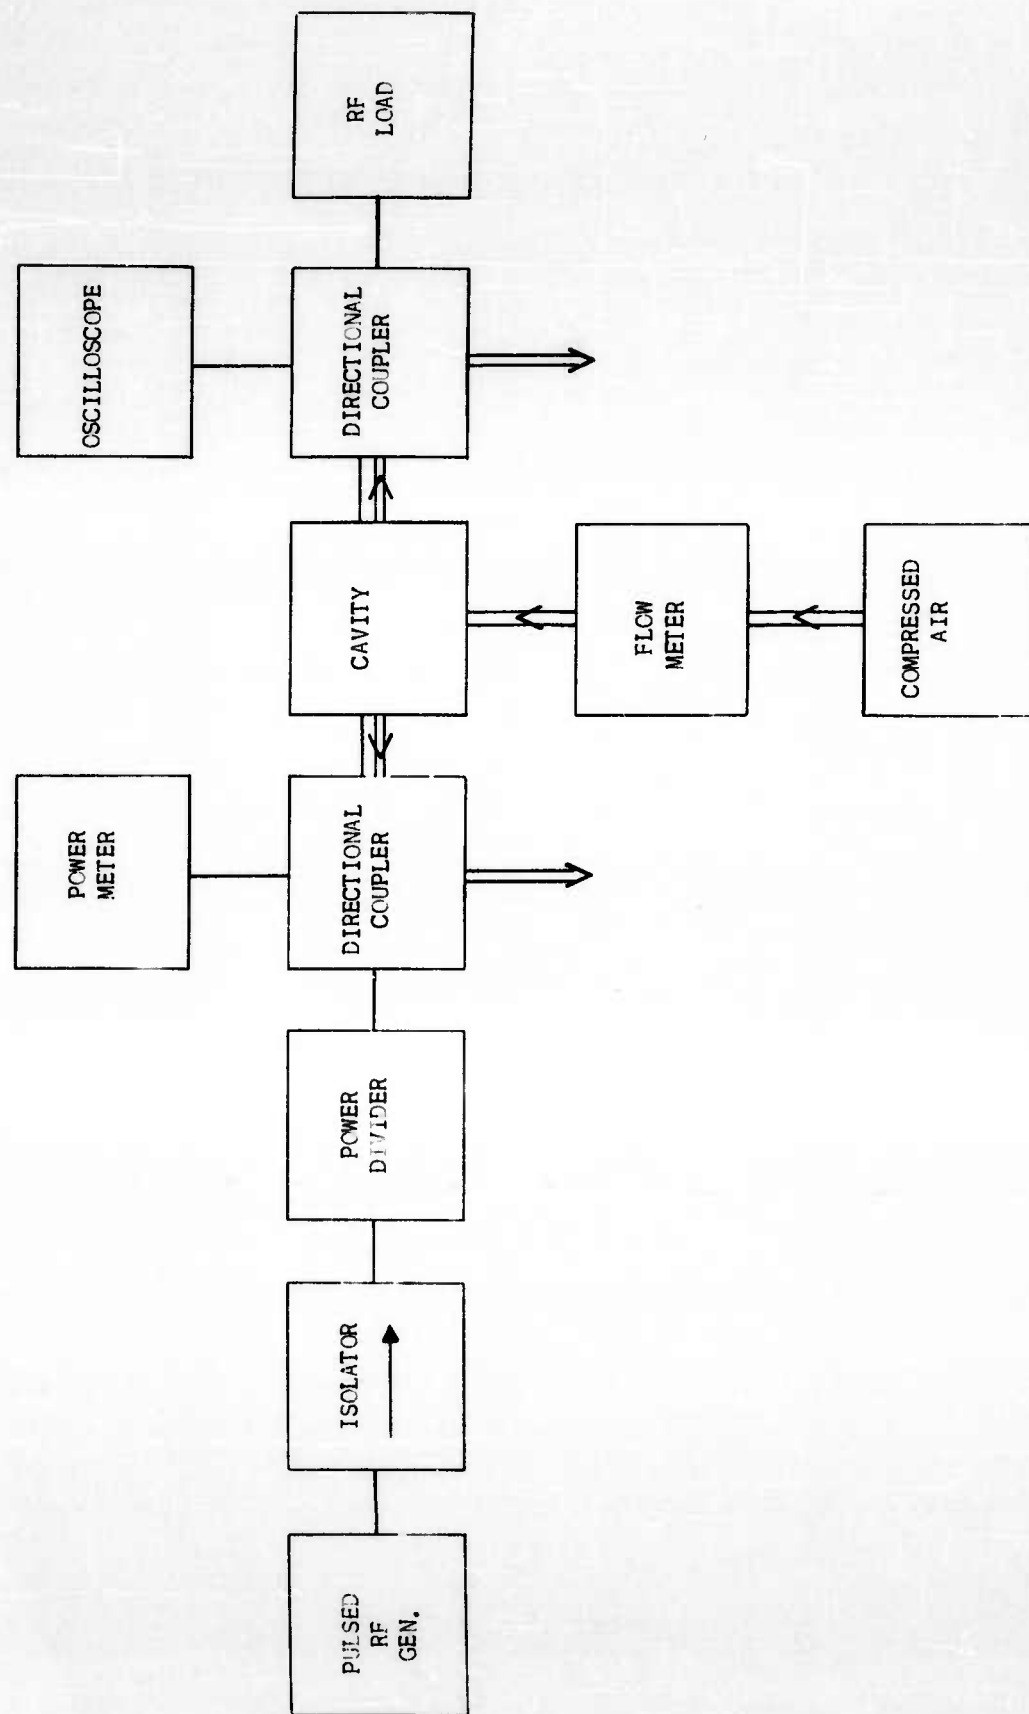 POWER
METER
OSCILLOSCOPE
PULSED
RF
GEN.
ISOLATOR
POWER
DIVIDER
DIRECTIONAL
COUPLER
CAVITY
DIRECTIONAL
COUPLER
RF
LOAD
FLOW
METER
COMPRESSED
AIR